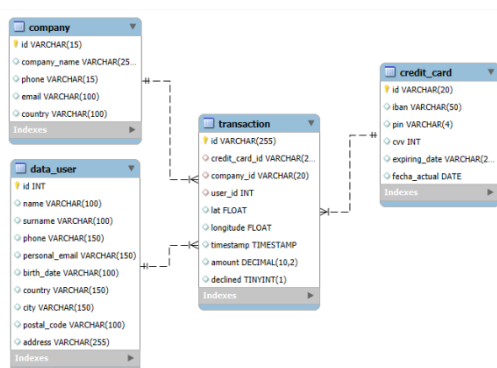 company
id VARCHAR(15)
company_name VARCHAR(25...
phone VARCHAR(15)
email VARCHAR(100)
country VARCHAR(100)
Indexes
data_user
id INT
name VARCHAR(100)
surname VARCHAR(100)
phone VARCHAR(150)
personal_email VARCHAR(150)
birth_date VARCHAR(100)
country VARCHAR(150)
city VARCHAR(150)
postal_code VARCHAR(100)
address VARCHAR(255)
Indexes
transaction
id VARCHAR(255)
credit_card_id VARCHAR(2...
company_id VARCHAR(20)
user_id INT
lat FLOAT
longitude FLOAT
timestamp TIMESTAMP
amount DECIMAL(10,2)
declined TINYINT(1)
Indexes
credit_card
id VARCHAR(20)
iban VARCHAR(50)
pin VARCHAR(4)
cvv INT
expiring_date VARCHAR(2...
fecha_actual DATE
Indexes